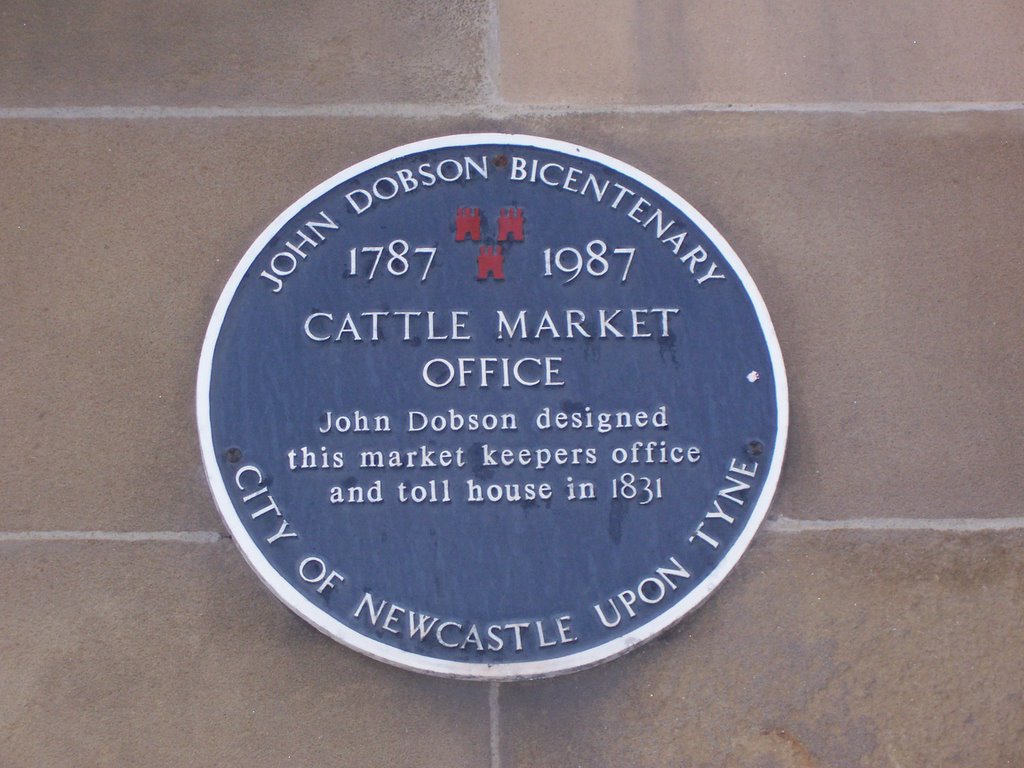 JOHN DOBSON BICENTENARY
1787 1987
CATTLE MARKET
OFFICE
John Dobson designed
this market keepers office
and toll house in 1831
CITY OF NEWCASTLE UPON TYNE